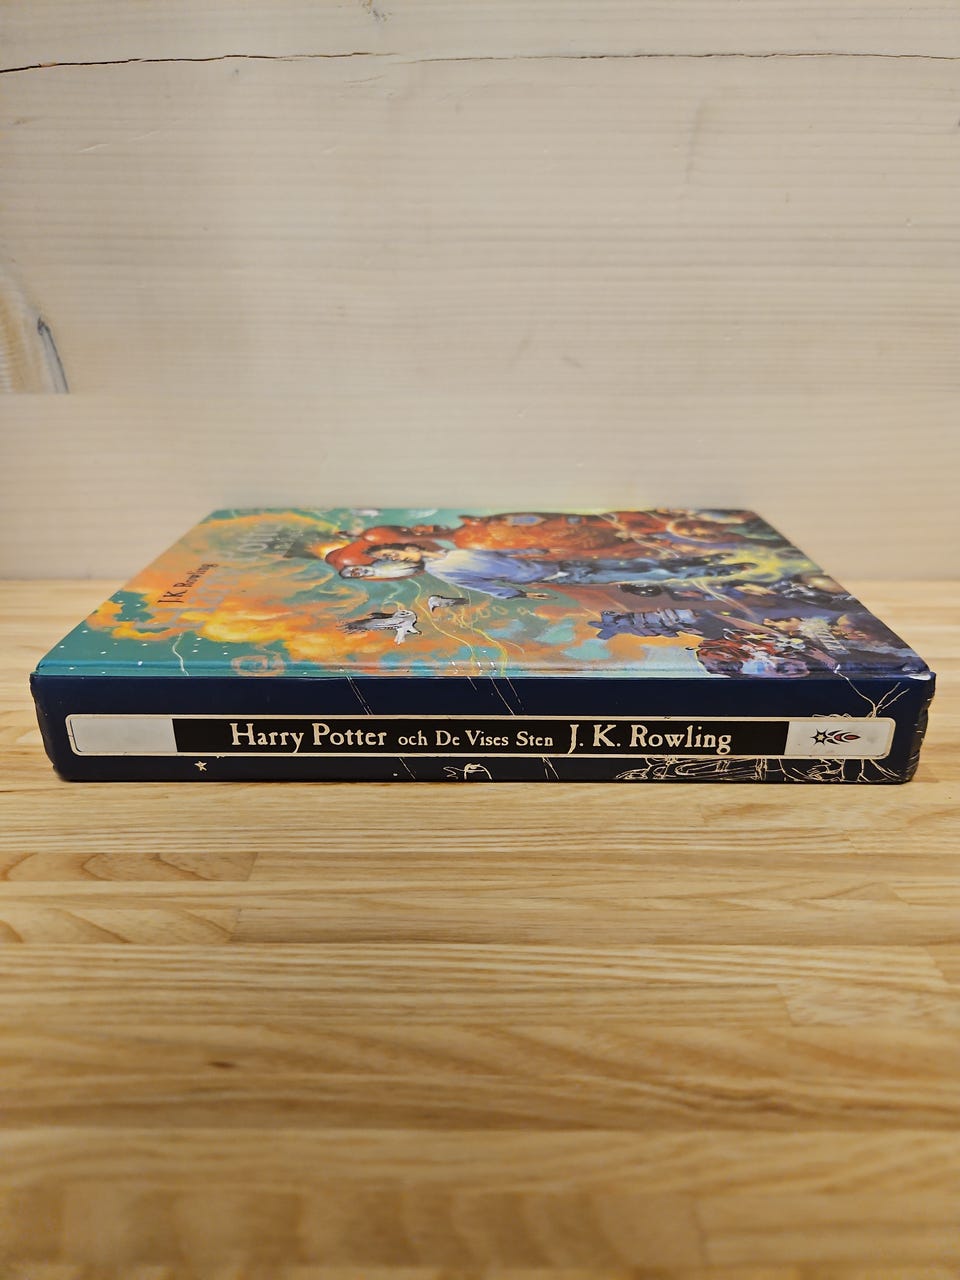 J.K. Rowling
Harry Potter och De Vises Sten J. K. Rowling